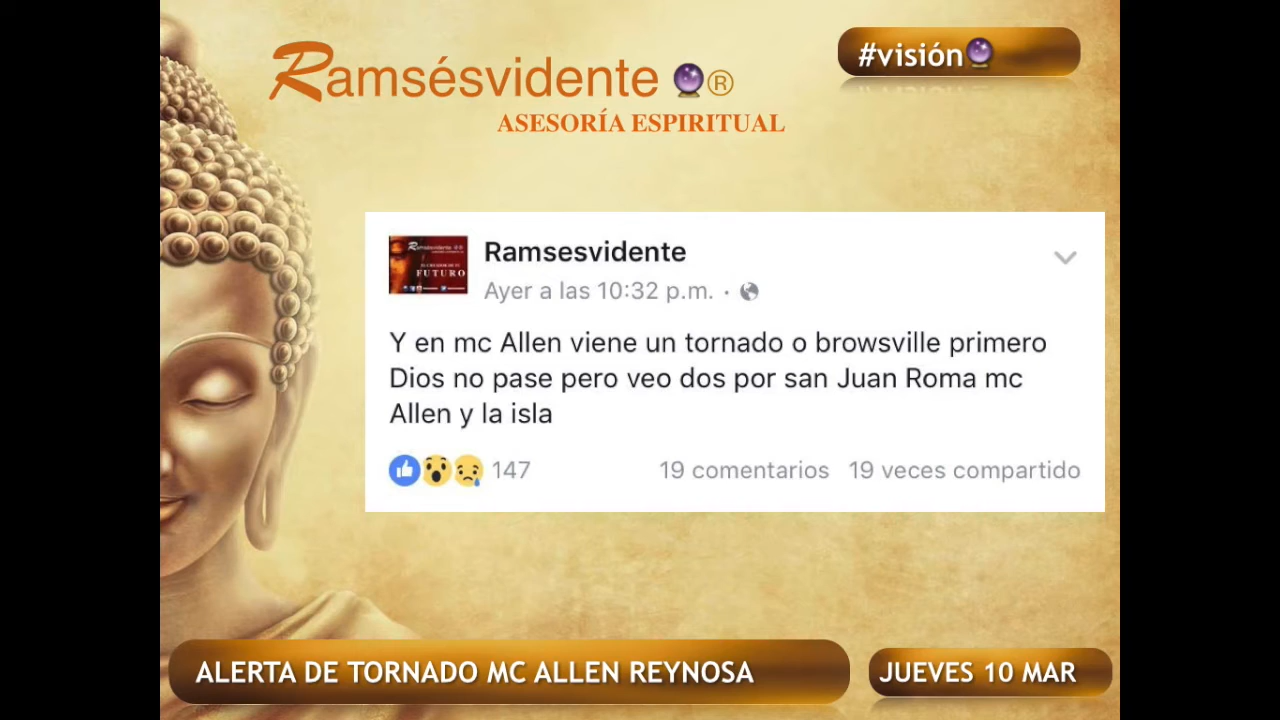 Ramsésvidente 🔮®
ASESORÍA ESPIRITUAL
#visión🔮
Ramsesvidente
FUTURO
Ayer a las 10:32 p.m. ·
Y en mc Allen viene un tornado o browsville primero
Dios no pase pero veo dos por san Juan Roma mc
Allen y la isla
147
19 comentarios 19 veces compartido
ALERTA DE TORNADO MC ALLEN REYNOSA
JUEVES 10 MAR